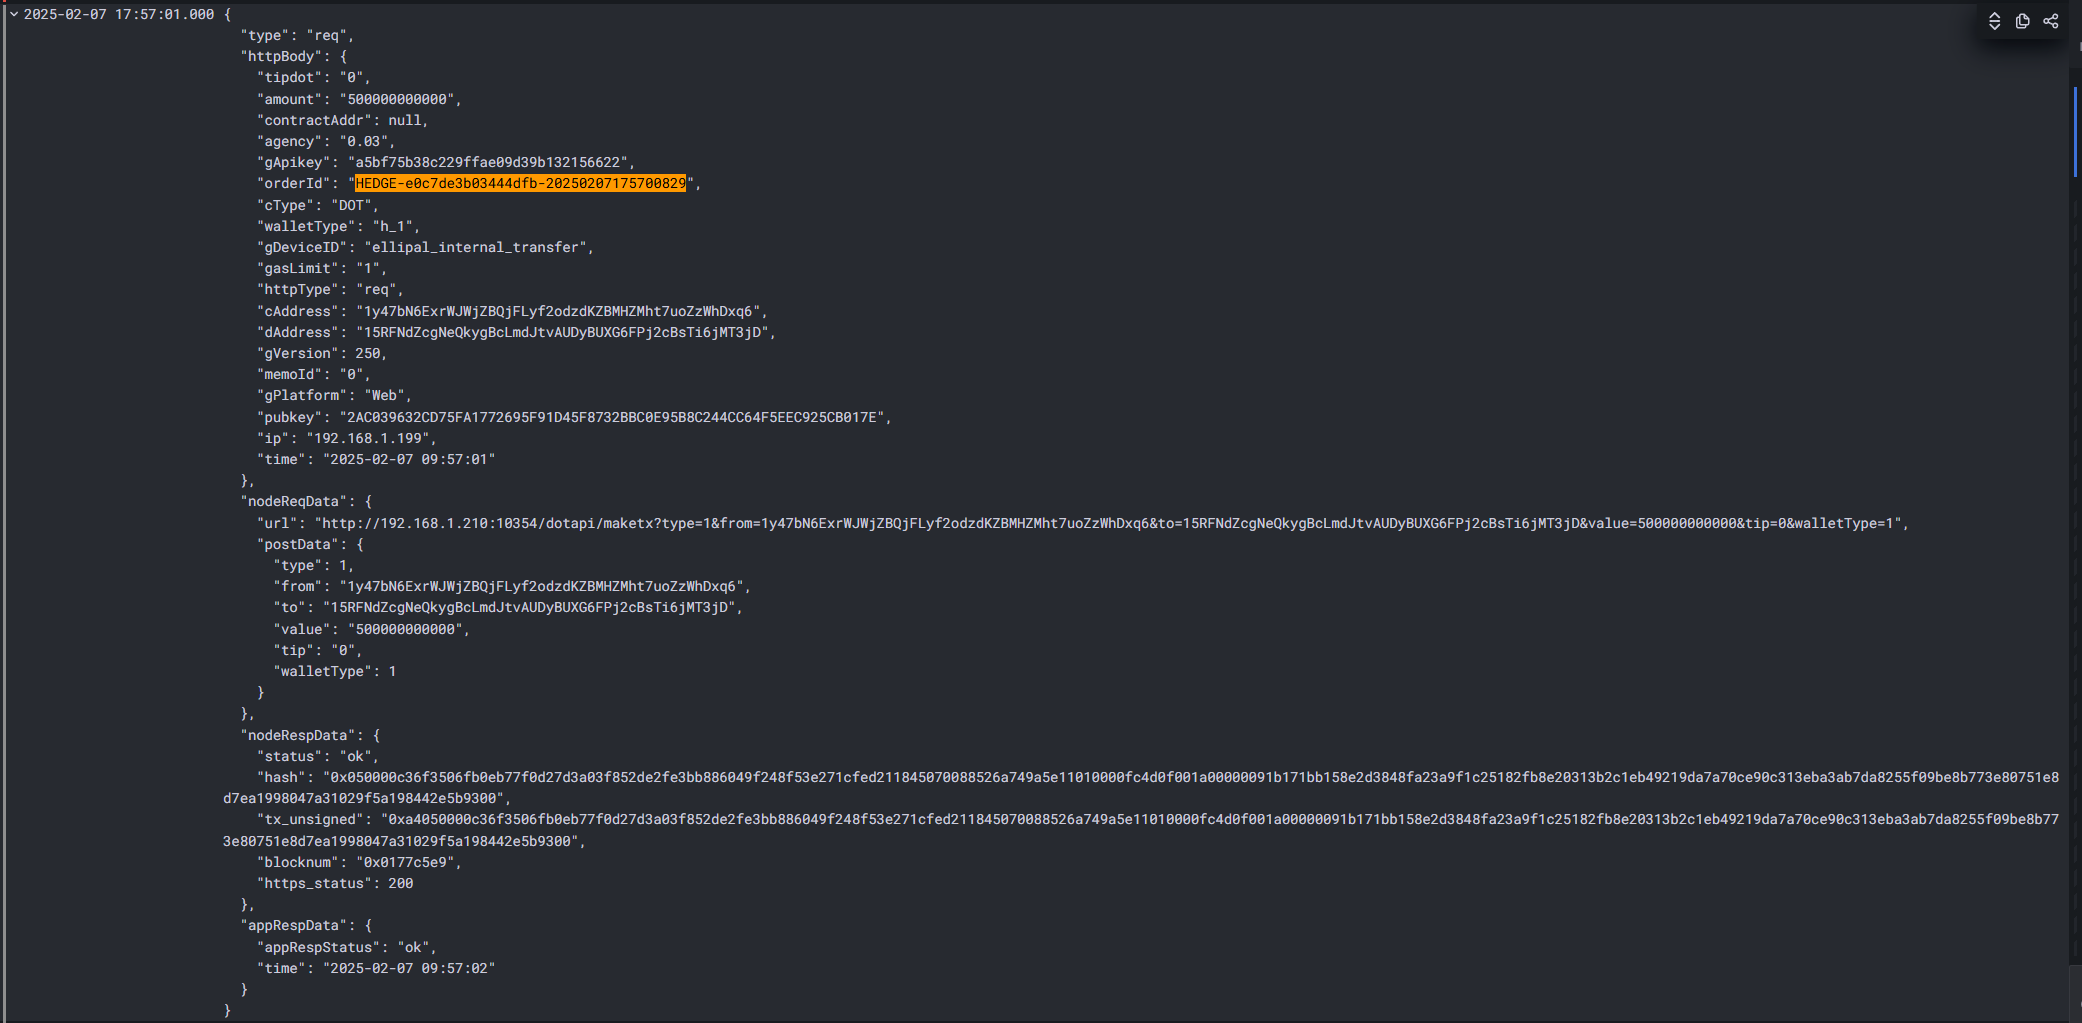 2025-02-07 17:57:01.000 {
"type": "req",
"httpBody": {
"tipdot": "0",
"amount": "500000000000",
"contractAddr": null,
"agency": "0.03",
"gApikey": "a5bf75b38c229ffae09d39b132156622",
"orderId": "HEDGE-e0c7de3b03444dfb-20250207175700829",
"cType": "DOT",
"walletType": "h_1",
"gDeviceID": "ellipal_internal_transfer",
"gasLimit": "1",
"httpType": "req",
"cAddress": "1y47bN6ExrWJWjZBQjFLyf2odzdKZBMHZMht7uoZzWhDxq6",
"dAddress": "15RFNdZcgNeQkygBcLmdJtvAUDyBUXG6FPj2cBsTi6jMT3jD",
"gVersion": 250,
"memoId": "0",
"gPlatform": "Web",
"pubkey": "2AC039632CD75FA1772695F91D45F8732BBC0E95B8C244CC64F5EEC925CB017E",
"ip": "192.168.1.199",
"time": "2025-02-07 09:57:01"
},
"nodeReqData": {
"url": "http://192.168.1.210:10354/dotapi/maketx?type=1&from=1y47bN6ExrWJWjZBQjFLyf2odzdKZBMHZMht7uoZzWhDxq6&to=15RFNdZcgNeQkygBcLmdJtvAUDyBUXG6FPj2cBsTi6jMT3jD&value=500000000000&tip=0&walletType=1",
"postData": {
"type": 1,
"from": "1y47bN6ExrWJWjZBQjFLyf2odzdKZBMHZMht7uoZzWhDxq6",
"to": "15RFNdZcgNeQkygBcLmdJtvAUDyBUXG6FPj2cBsTi6jMT3jD",
"value": "500000000000",
"tip": "0",
"walletType": 1
}
},
"nodeRespData": {
"status": "ok",
"hash": "0x050000c36f3506fb0eb77f0d27d3a03f852de2fe3bb886049f248f53e271cfed211845070088526a749a5e11010000fc4d0f001a00000091b171bb158e2d3848fa23a9f1c25182fb8e20313b2c1eb49219da7a70ce90c313eba3ab7da8255f09be8b773e80751e8
d7ea1998047a31029f5a198442e5b9300",
"tx_unsigned": "0xa4050000c36f3506fb0eb77f0d27d3a03f852de2fe3bb886049f248f53e271cfed211845070088526a749a5e11010000fc4d0f001a00000091b171bb158e2d3848fa23a9f1c25182fb8e20313b2c1eb49219da7a70ce90c313eba3ab7da8255f09be8b77
3e80751e8d7ea1998047a31029f5a198442e5b9300",
"blocknum": "0x0177c5e9",
"https_status": 200
},
"appRespData": {
"appRespStatus": "ok",
"time": "2025-02-07 09:57:02"
}
}